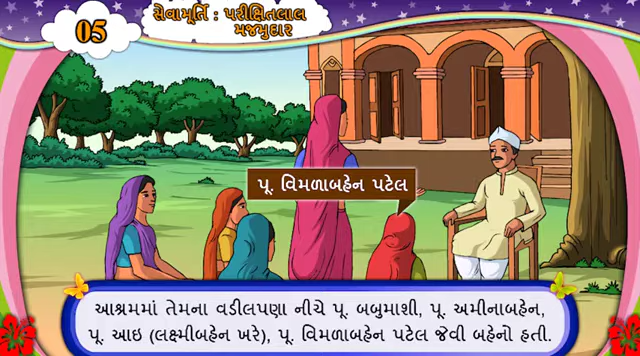 05
સેવામૂર્તિ : પરીક્ષિતલાલ
મજમુદાર
પૂ. વિમળાબહેન પટેલ
આશ્રમમાં તેમના વડીલપણા નીચે પૂ. બબુમાશી, પૂ. અમીનાબહેન,
પૂ. આઇ (લક્ષ્મીબહેન ખરે), પૂ. વિમળાબહેન પટેલ જેવી બહેનો હતી.